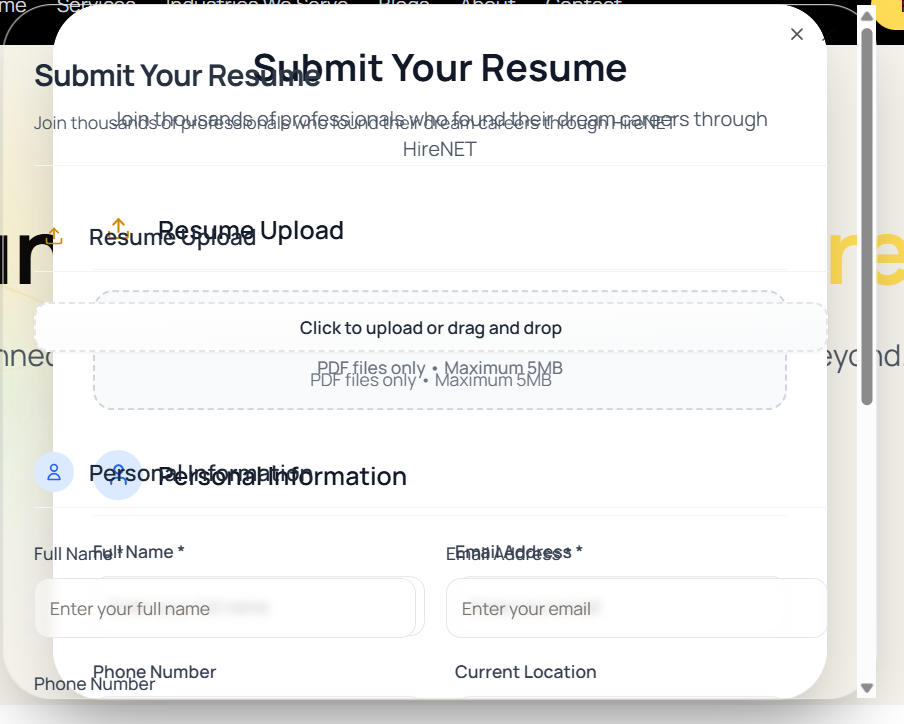 me Services Industries We Serve Blogs About Contact
Submit Your Resume
Submit Your Resume
Join thousands of professionals who found their dream careers through
HireNET
Join thousands of professionals who found their dream careers through HireNET
Resume Upload
Resume Upload
re
Click to upload or drag and drop
PDF files only • Maximum 5MB
PDF files only • Maximum 5MB
Personal Information
Personal Information
Full Name *
Email Address *
Full Name *
Email Address *
Enter your full name
Enter your email
Phone Number
Current Location
Phone Number